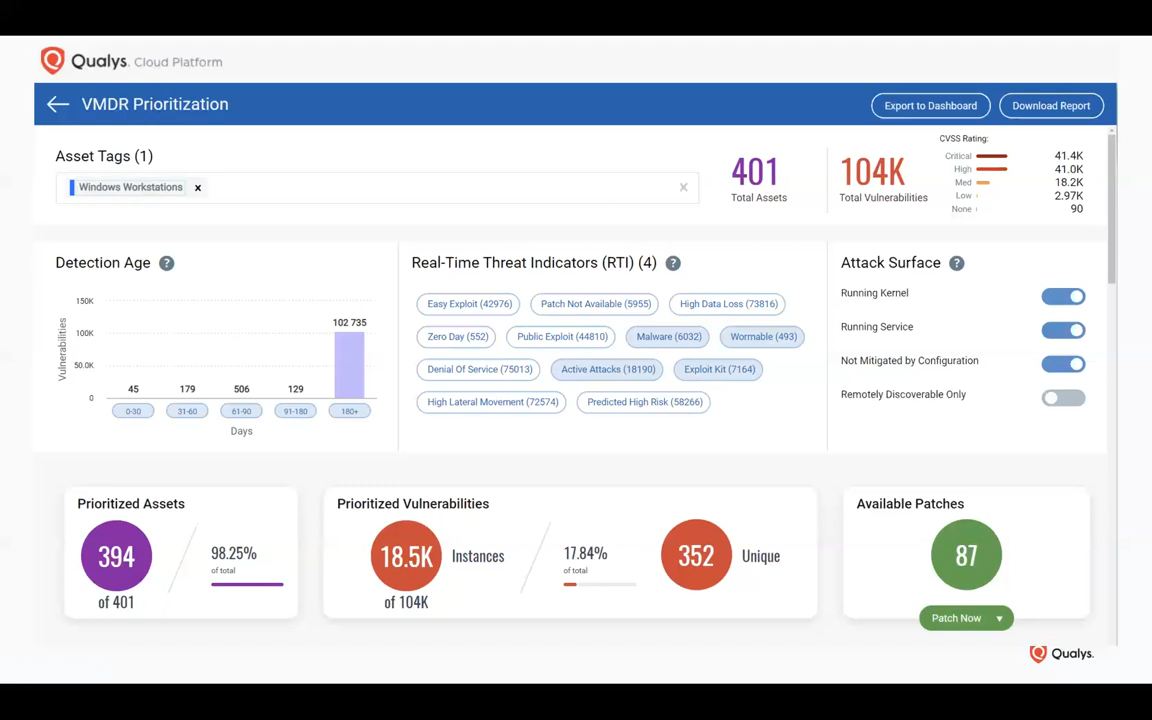 Qualys. Cloud Platform
VMDR Prioritization
Export to Dashboard
Download Report
Asset Tags (1)
Windows Workstations x
x
401
Total Assets
104K
Total Vulnerabilities
CVSS Rating:
Critical 41.4K
High 41.0K
Med 18.2K
Low 2.97K
None 90
Detection Age ?
150K
100K
50.0K
0
Vulnerabilities
45
179
506
129
102 735
0-30
31-60
61-90
91-180
180+
Days
Real-Time Threat Indicators (RTI) (4) ?
Easy Exploit (42976) Patch Not Available (5955) High Data Loss (73816)
Zero Day (552) Public Exploit (44810) Malware (6032) Wormable (493)
Denial Of Service (75013) Active Attacks (18190) Exploit Kit (7164)
High Lateral Movement (72574) Predicted High Risk (58266)
Attack Surface ?
Running Kernel
Running Service
Not Mitigated by Configuration
Remotely Discoverable Only
Prioritized Assets
394
of 401
98.25%
of total
Prioritized Vulnerabilities
18.5K Instances
of 104K
17.84%
of total
352 Unique
Available Patches
87
Patch Now
Qualys.